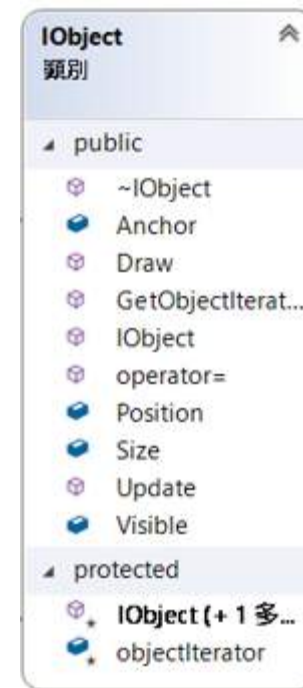 IObject
類別
public
~IObject
Anchor
Draw
GetObjectIterat...
IObject
operator=
Position
Size
Update
Visible
protected
IObject (+ 1 多...
objectIterator